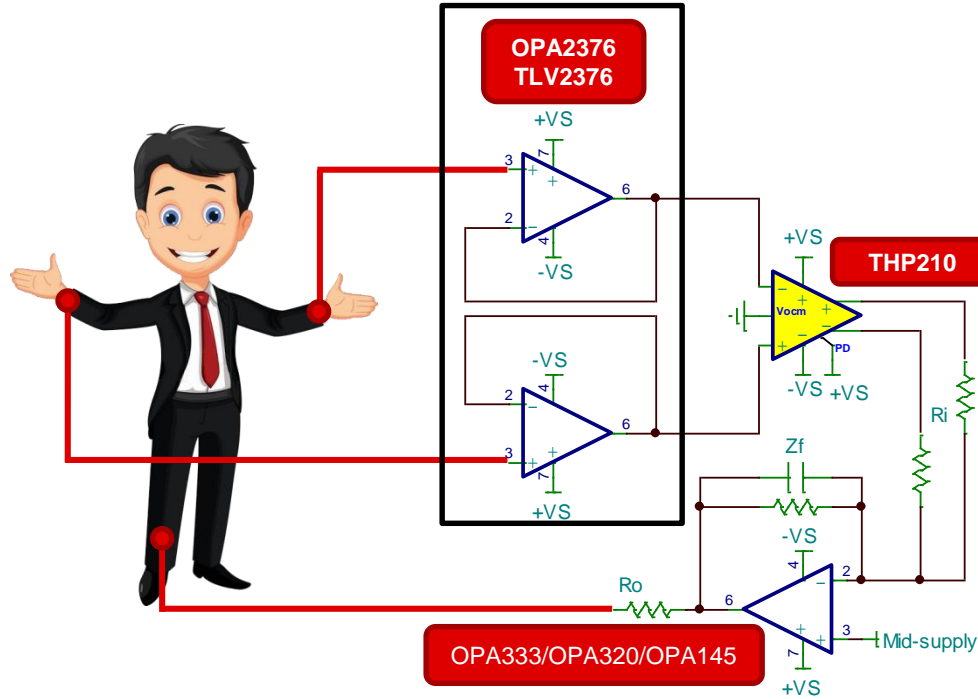 OPA2376
TLV2376
+VS
3
7
+
+
6
2
−
4
-VS
-VS
4
2
−
6
3
+
+
7
+VS
+VS
THP210
−
+
+
Vocm
−
−
+
PD
-VS
+VS
Ri
Zf
-VS
4
2
−
Ro
6
+
+
3
Mid-supply
7
+VS
OPA333/OPA320/OPA145